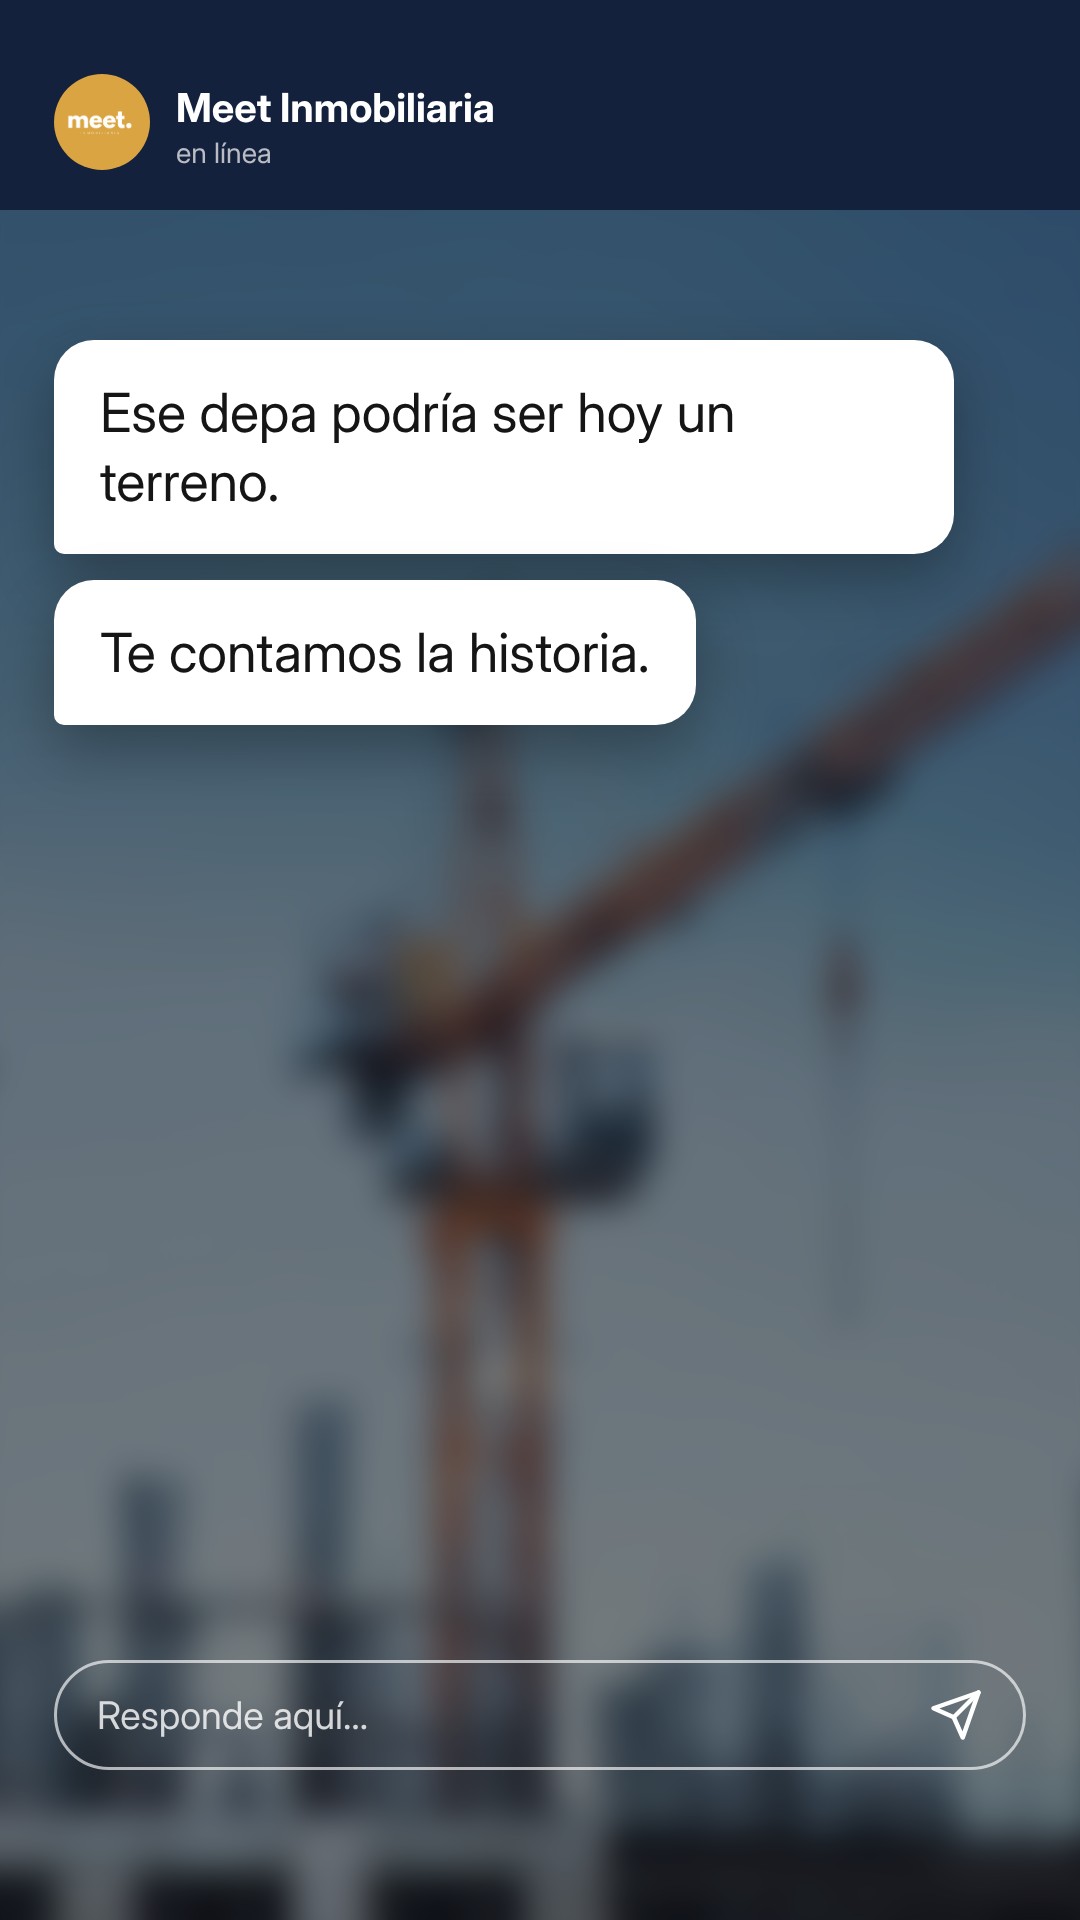 meet.
Meet Inmobiliaria
en línea
Ese depa podría ser hoy un
terreno.
Te contamos la historia.
Responde aquí...